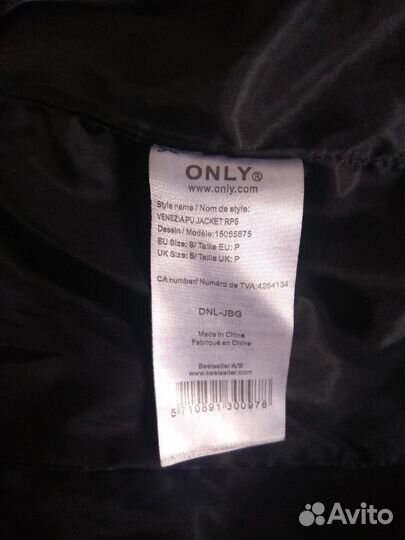 ONLY®
www.only.com
Style name / Nom de style:
VENEZIA PU JACKET RP5
Dessin / Modèle: 15065675
EU Size: S/ Taille EU: P
UK Size: S/ Taille UK: P
CA number/ Numéro de TVA: 4264134
DNL-JBG
Made in China
Fabriqué en Chine
Bestseller A/S
www.bestseller.com
5 710891 300978
Avito